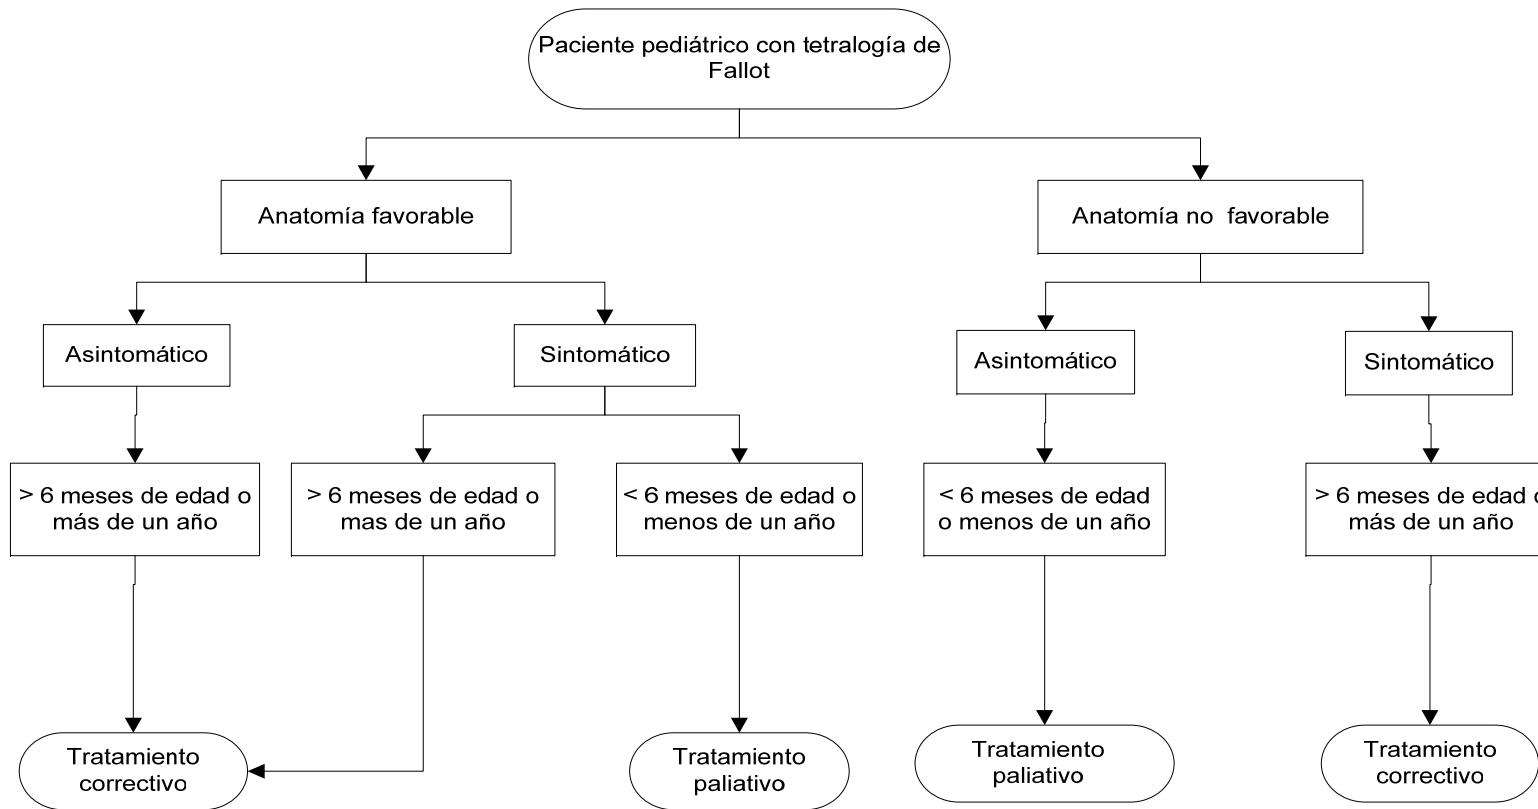 Paciente pediátrico con tetralogía de
Fallot
Anatomía favorable
Anatomía no favorable
Asintomático
Sintomático
Asintomático
Sintomático
> 6 meses de edad o
más de un año
> 6 meses de edad o
mas de un año
< 6 meses de edad o
menos de un año
< 6 meses de edad
o menos de un año
> 6 meses de edad o
más de un año
Tratamiento
correctivo
Tratamiento
paliativo
Tratamiento
paliativo
Tratamiento
correctivo